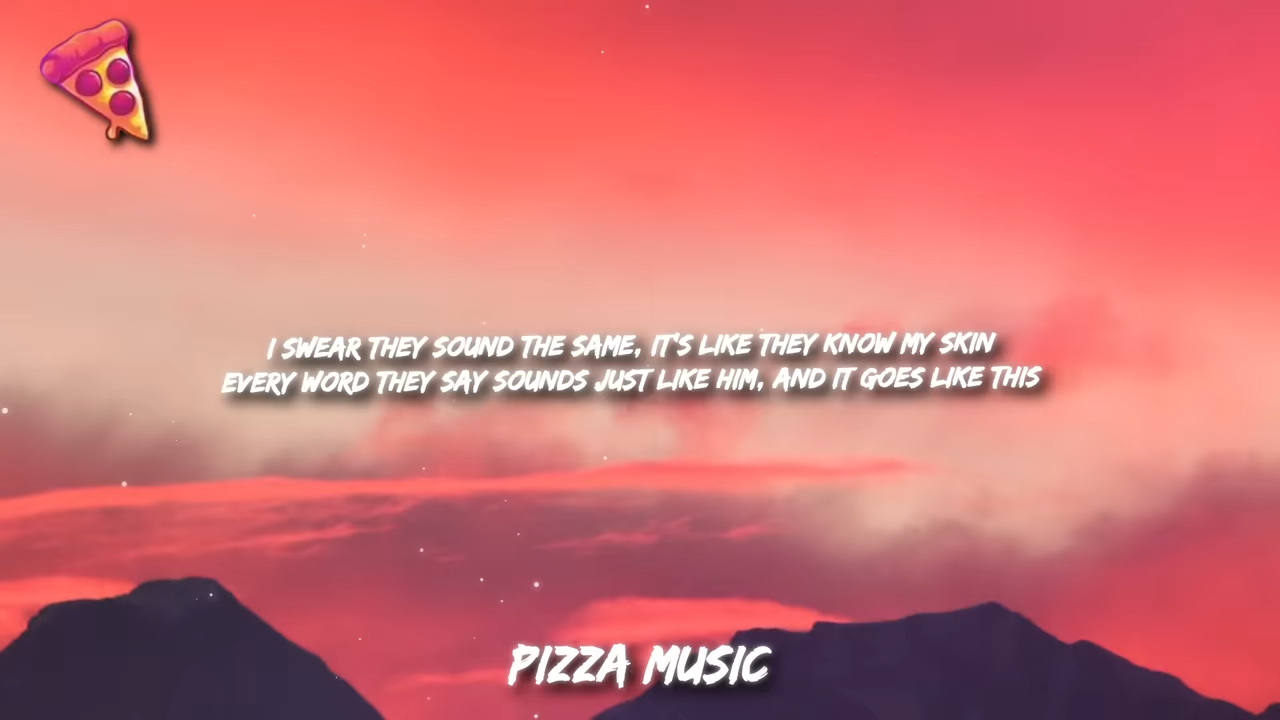 I SWEAR THEY SOUND THE SAME, IT'S LIKE THEY KNOW MY SKIN
EVERY WORD THEY SAY SOUNDS JUST LIKE HIM, AND IT GOES LIKE THIS
PIZZA MUSIC